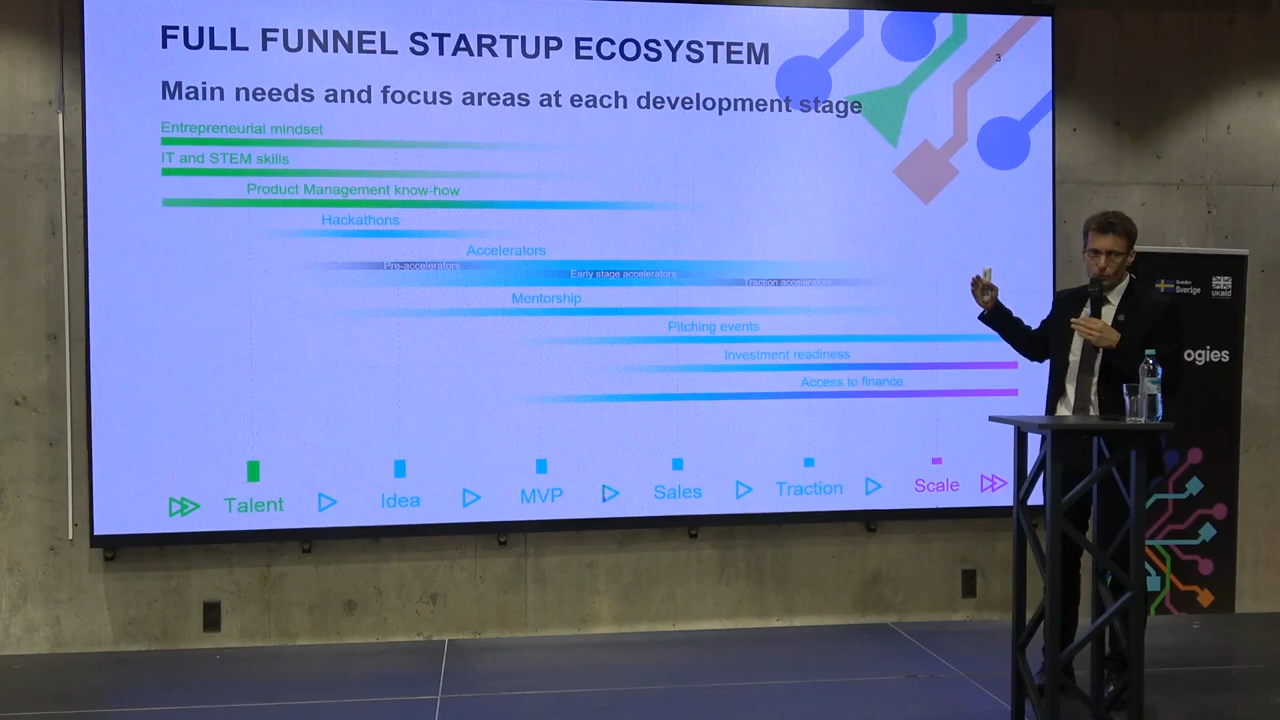 FULL FUNNEL STARTUP ECOSYSTEM
3
Main needs and focus areas at each development stage
Entrepreneurial mindset
IT and STEM skills
Product Management know-how
Hackathons
Accelerators
Pre-accelerators
Early stage accelerators
Traction accelerators
Mentorship
Pitching events
Investment readiness
Access to finance
Talent
Idea
MVP
Sales
Traction
Scale
Sweden
Sverige
UKaid
ogies